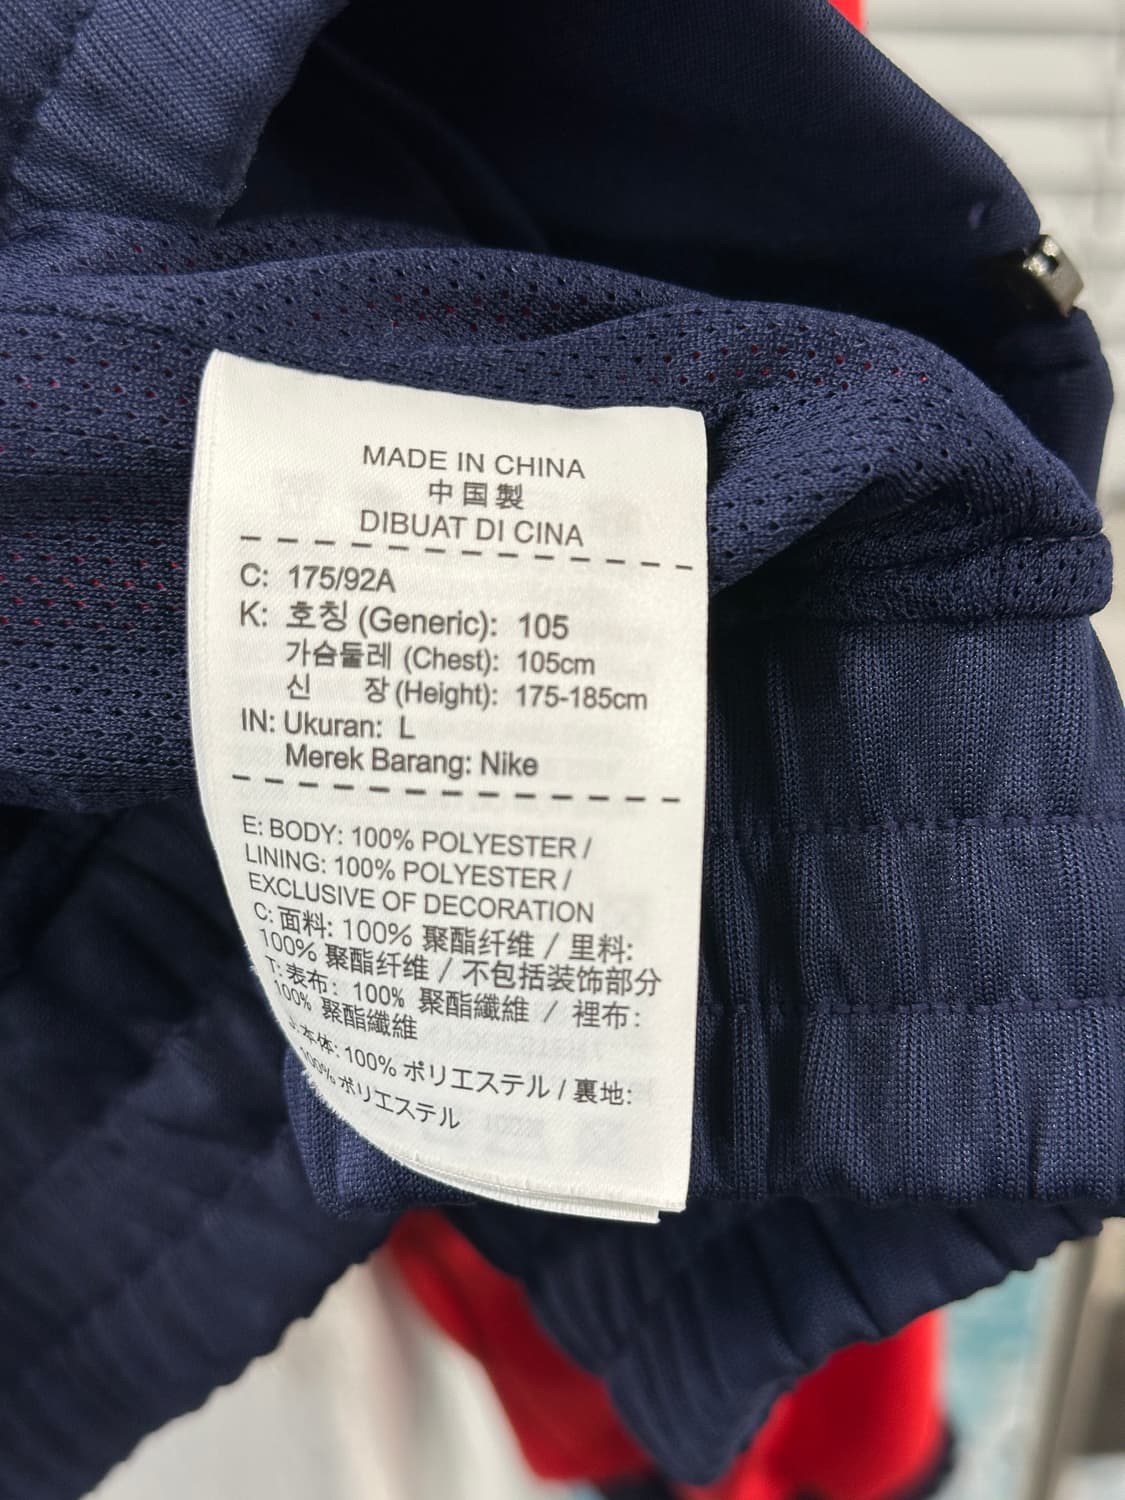 MADE IN CHINA
中国製
DIBUAT DI CINA
C: 175/92A
K: 호칭 (Generic): 105
가슴둘레 (Chest): 105cm
신 장 (Height): 175-185cm
IN: Ukuran: L
Merek Barang: Nike
E: BODY: 100% POLYESTER /
LINING: 100% POLYESTER /
EXCLUSIVE OF DECORATION
C: 面料: 100% 聚酯纤维 / 里料:
100% 聚酯纤维 / 不包括装饰部分
T: 表布: 100% 聚酯纖維 / 裡布:
100% 聚酯纖維
本体: 100% ポリエステル / 裏地:
100% ポリエステル